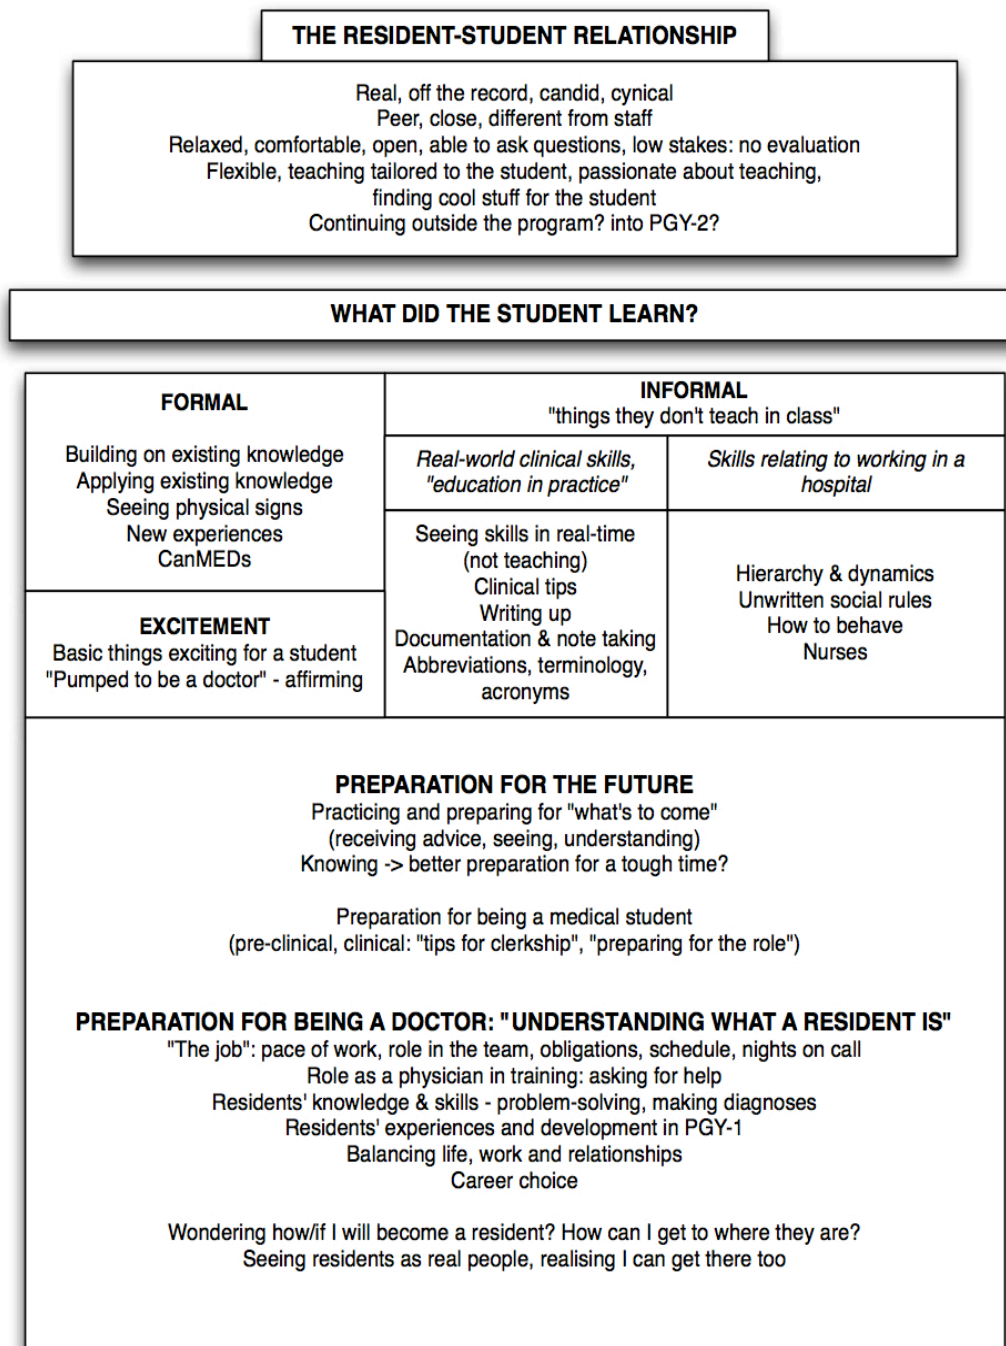 THE RESIDENT-STUDENT RELATIONSHIP
Real, off the record, candid, cynical
Peer, close, different from staff
Relaxed, comfortable, open, able to ask questions, low stakes: no evaluation
Flexible, teaching tailored to the student, passionate about teaching,
finding cool stuff for the student
Continuing outside the program? into PGY-2?
WHAT DID THE STUDENT LEARN?
FORMAL
Building on existing knowledge
Applying existing knowledge
Seeing physical signs
New experiences
CanMEDs
EXCITEMENT
Basic things exciting for a student
"Pumped to be a doctor" - affirming
INFORMAL
"things they don't teach in class"
Real-world clinical skills,
"education in practice"
Seeing skills in real-time
(not teaching)
Clinical tips
Writing up
Documentation & note taking
Abbreviations, terminology,
acronyms
Skills relating to working in a
hospital
Hierarchy & dynamics
Unwritten social rules
How to behave
Nurses
PREPARATION FOR THE FUTURE
Practicing and preparing for "what's to come"
(receiving advice, seeing, understanding)
Knowing -> better preparation for a tough time?
Preparation for being a medical student
(pre-clinical, clinical: "tips for clerkship", "preparing for the role")
PREPARATION FOR BEING A DOCTOR: "UNDERSTANDING WHAT A RESIDENT IS"
"The job": pace of work, role in the team, obligations, schedule, nights on call
Role as a physician in training: asking for help
Residents' knowledge & skills - problem-solving, making diagnoses
Residents' experiences and development in PGY-1
Balancing life, work and relationships
Career choice
Wondering how/if I will become a resident? How can I get to where they are?
Seeing residents as real people, realising I can get there too